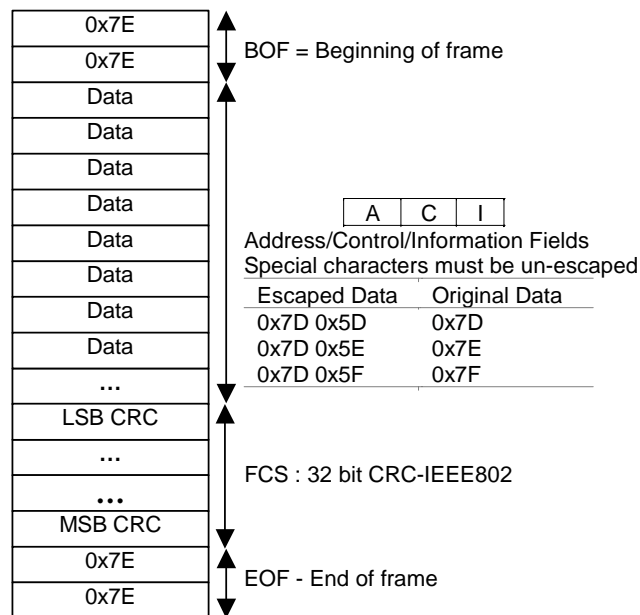 0x7E
0x7E
BOF = Beginning of frame
Data
Data
Data
Data
Data
Data
Data
Data
...
A C I
Address/Control/Information Fields
Special characters must be un-escaped
Escaped Data Original Data
0x7D 0x5D 0x7D
0x7D 0x5E 0x7E
0x7D 0x5F 0x7F
LSB CRC
...
...
MSB CRC
FCS : 32 bit CRC-IEEE802
0x7E
0x7E
EOF - End of frame